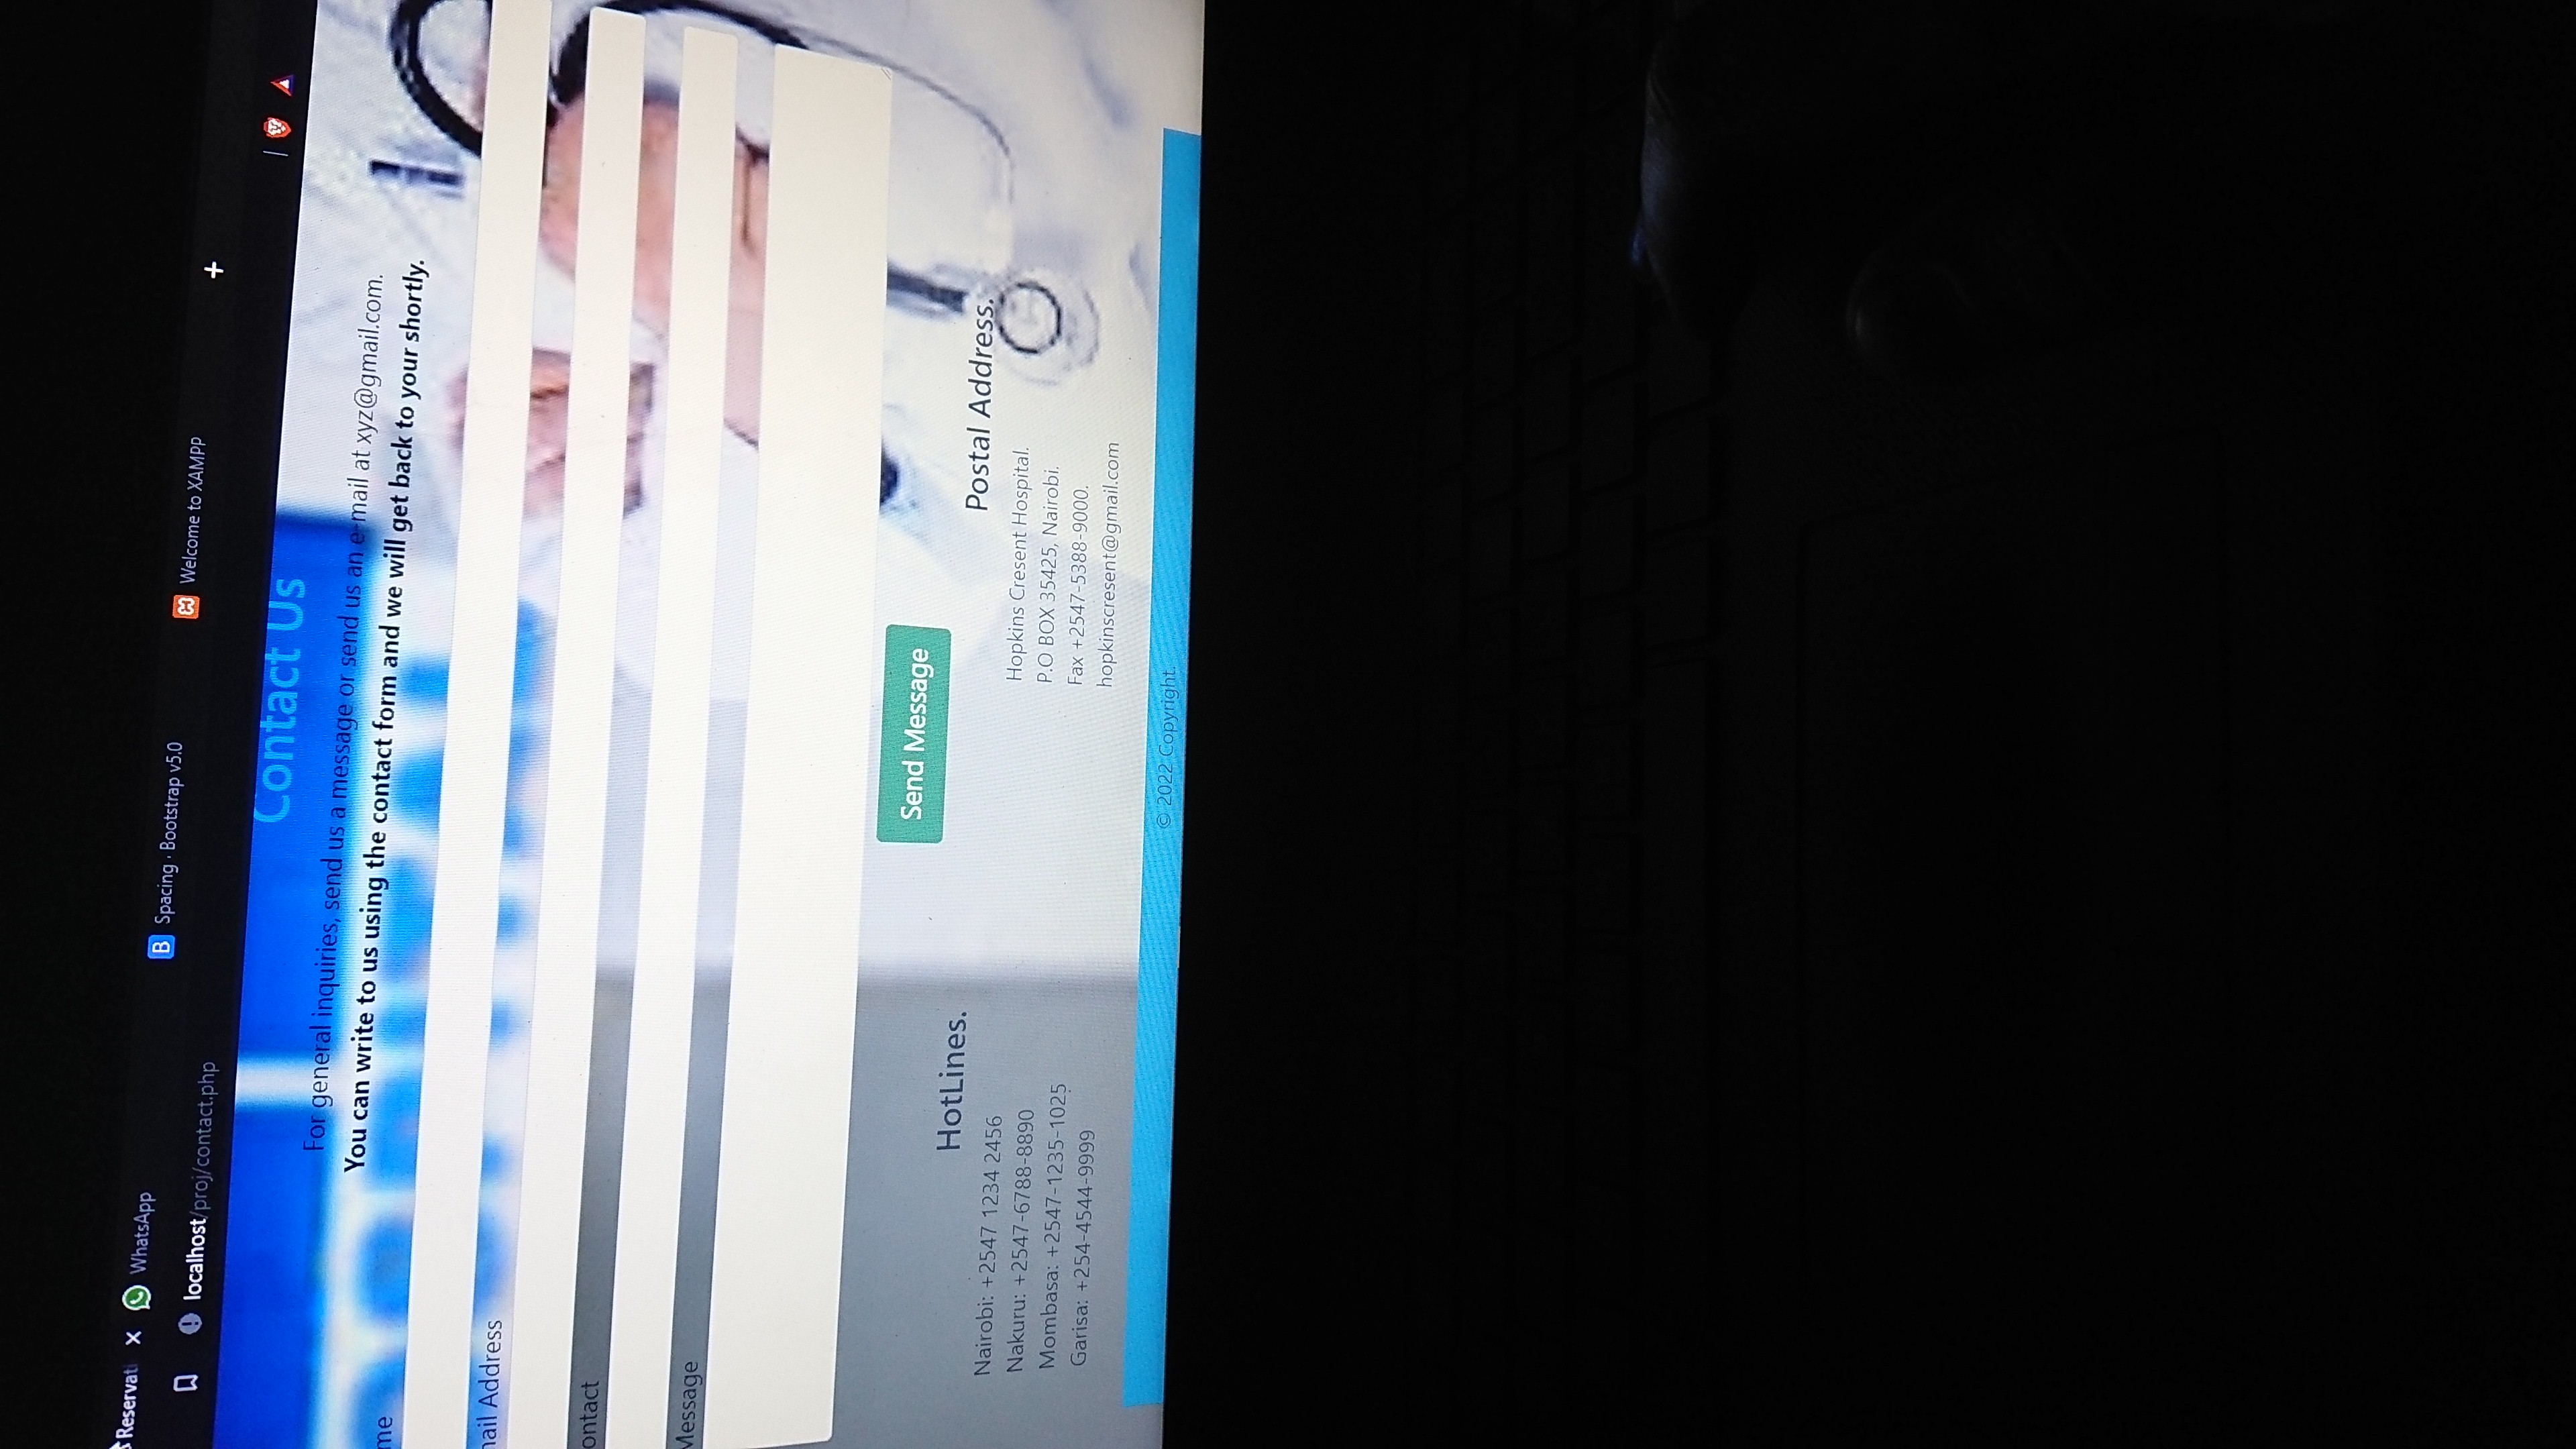 Reservati
WhatsApp
Spacing · Bootstrap v5.0
Welcome to XAMPP
localhost/proj/contact.php
Contact Us
For general inquiries, send us a message or send us an e-mail at xyz@gmail.com.
You can write to us using the contact form and we will get back to your shortly.
me
ail Address
ontact
Message
Send Message
HotLines.
Nairobi: +2547 1234 2456
Nakuru: +2547-6788-8890
Mombasa: +2547-1235-1025
Garisa: +254-4544-9999
Postal Address.
Hopkins Cresent Hospital.
P.O BOX 35425, Nairobi.
Fax +2547-5388-9000.
hopkinscresent@gmail.com
© 2022 Copyright.